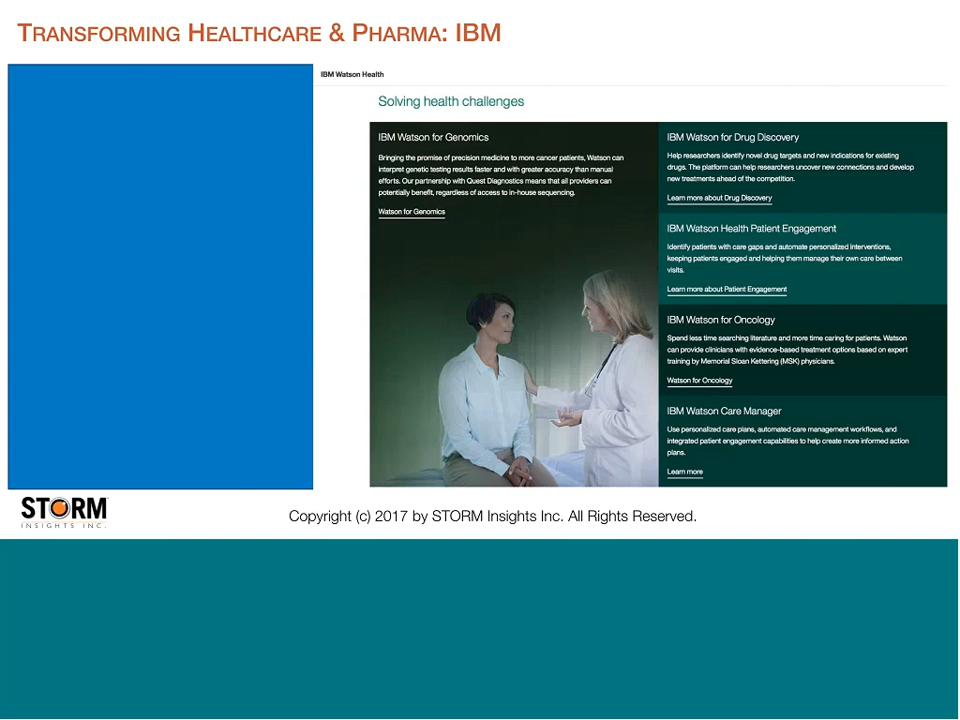 TRANSFORMING HEALTHCARE & PHARMA: IBM
IBM Watson Health
Solving health challenges
IBM Watson for Genomics
Bringing the promise of precision medicine to more cancer patients, Watson can
interpret genetic testing results faster and with greater accuracy than manual
efforts. Our partnership with Quest Diagnostics means that all providers can
potentially benefit, regardless of access to in-house sequencing.
Watson for Genomics
IBM Watson for Drug Discovery
Help researchers identify novel drug targets and new indications for existing
drugs. The platform can help researchers uncover new connections and develop
new treatments ahead of the competition.
Learn more about Drug Discovery
IBM Watson Health Patient Engagement
Identify patients with care gaps and automate personalized interventions,
keeping patients engaged and helping them manage their own care between
visits.
Learn more about Patient Engagement
IBM Watson for Oncology
Spend less time searching literature and more time caring for patients. Watson
can provide clinicians with evidence-based treatment options based on expert
training by Memorial Sloan Kettering (MSK) physicians.
Watson for Oncology
IBM Watson Care Manager
Use personalized care plans, automated care management workflows, and
integrated patient engagement capabilities to help create more informed action
plans.
Learn more
STORM
INSIGHTS INC.
Copyright (c) 2017 by STORM Insights Inc. All Rights Reserved.